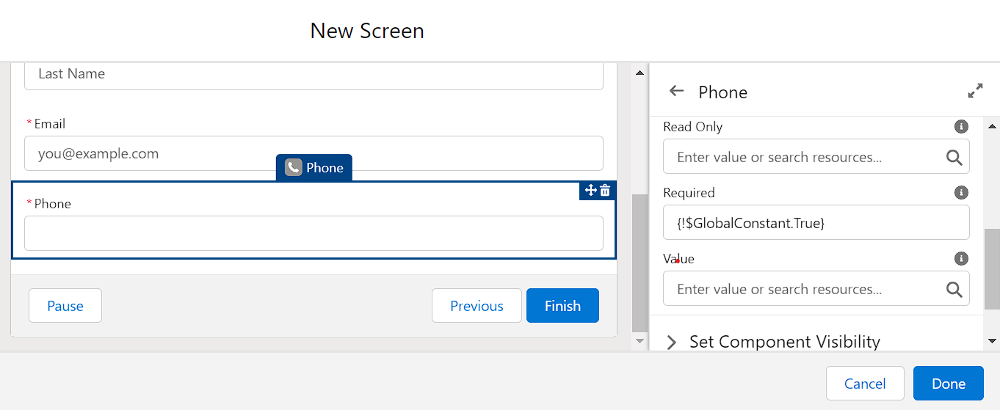 New Screen
Last Name
*Email
you@example.com
Phone
*Phone
Pause
Previous
Finish
Phone
Read Only
Enter value or search resources...
Required
{!$GlobalConstant.True}
Value
Enter value or search resources...
Set Component Visibility
Cancel
Done